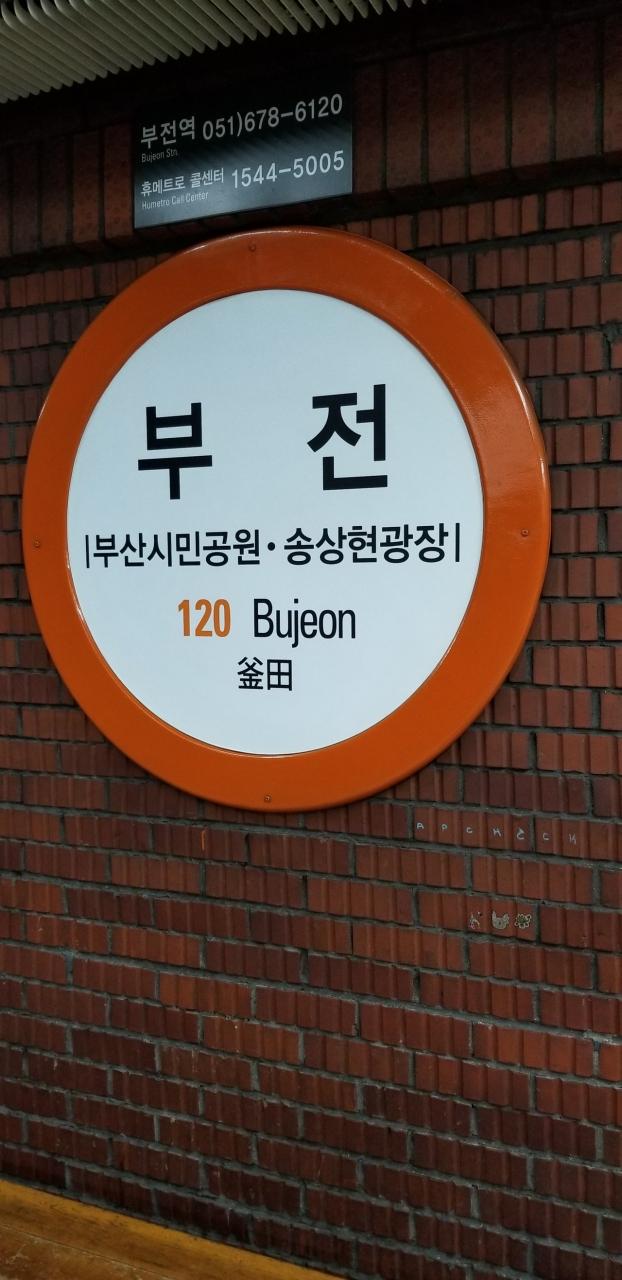 부전역 051)678-6120
Bujeon Stn.
휴메트로 콜센터 1544-5005
Humetro Call Center
부 전
|부산시민공원·송상현광장|
120 Bujeon
釜田